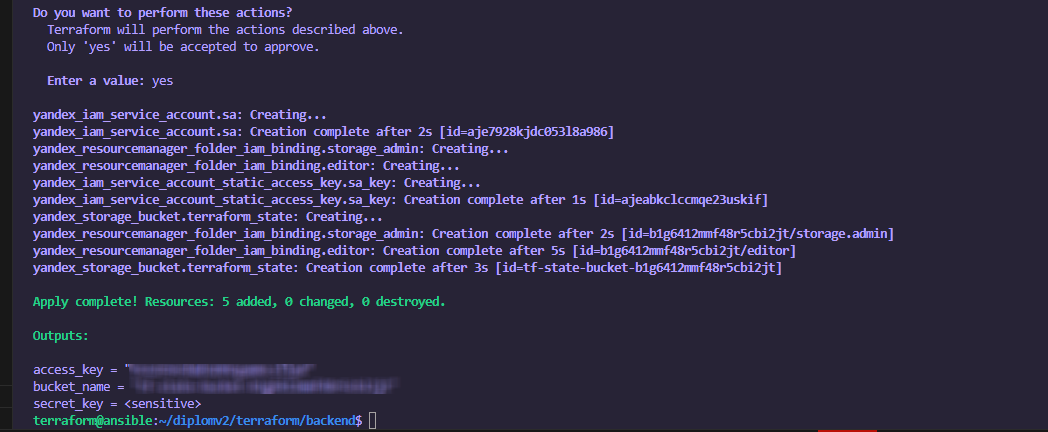 Do you want to perform these actions?
Terraform will perform the actions described above.
Only 'yes' will be accepted to approve.
Enter a value: yes
yandex_iam_service_account.sa: Creating...
yandex_iam_service_account.sa: Creation complete after 2s [id=aje7928kjdc053l8a986]
yandex_resourcemanager_folder_iam_binding.storage_admin: Creating...
yandex_resourcemanager_folder_iam_binding.editor: Creating...
yandex_iam_service_account_static_access_key.sa_key: Creating...
yandex_iam_service_account_static_access_key.sa_key: Creation complete after 1s [id=ajeabkclccmqe23uskif]
yandex_storage_bucket.terraform_state: Creating...
yandex_resourcemanager_folder_iam_binding.storage_admin: Creation complete after 2s [id=b1g6412mmf48r5cbi2jt/storage.admin]
yandex_resourcemanager_folder_iam_binding.editor: Creation complete after 5s [id=b1g6412mmf48r5cbi2jt/editor]
yandex_storage_bucket.terraform_state: Creation complete after 3s [id=tf-state-bucket-b1g6412mmf48r5cbi2jt]
Apply complete! Resources: 5 added, 0 changed, 0 destroyed.
Outputs:
access_key = "
bucket_name =
secret_key = <sensitive>
terraform@ansible:~/diplomv2/terraform/backend$